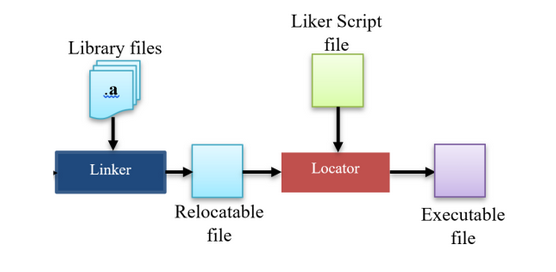 Liker Script
file
Library files
.a
Linker
Locator
Relocatable
file
Executable
file